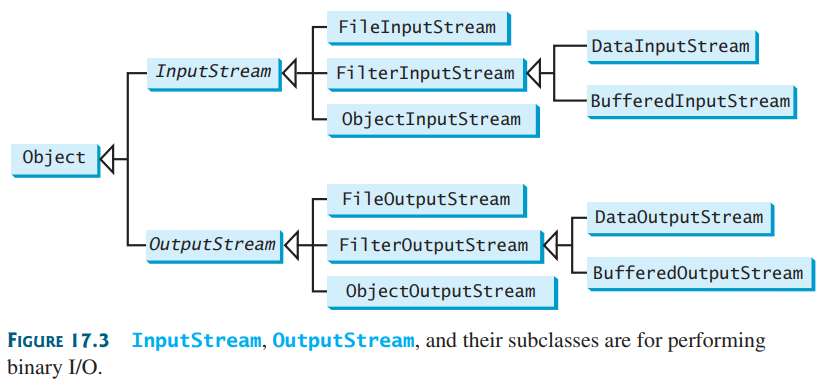 FileInputStream
DataInputStream
InputStream
FilterInputStream
BufferedInputStream
ObjectInputStream
Object
FileOutputStream
DataOutputStream
OutputStream
FilterOutputStream
BufferedOutputStream
ObjectOutputStream
FIGURE 17.3 InputStream, OutputStream, and their subclasses are for performing
binary I/O.